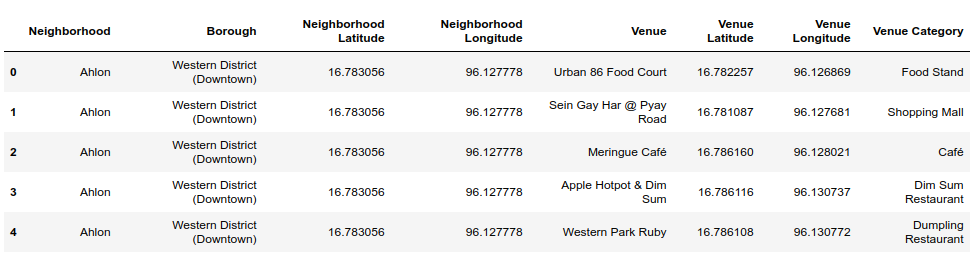 Neighborhood Borough Neighborhood Latitude Neighborhood Longitude Venue Venue Latitude Venue Longitude Venue Category
0 Ahlon Western District (Downtown) 16.783056 96.127778 Urban 86 Food Court 16.782257 96.126869 Food Stand
1 Ahlon Western District (Downtown) 16.783056 96.127778 Sein Gay Har @ Pyay Road 16.781087 96.127681 Shopping Mall
2 Ahlon Western District (Downtown) 16.783056 96.127778 Meringue Café 16.786160 96.128021 Café
3 Ahlon Western District (Downtown) 16.783056 96.127778 Apple Hotpot & Dim Sum 16.786116 96.130737 Dim Sum Restaurant
4 Ahlon Western District (Downtown) 16.783056 96.127778 Western Park Ruby 16.786108 96.130772 Dumpling Restaurant